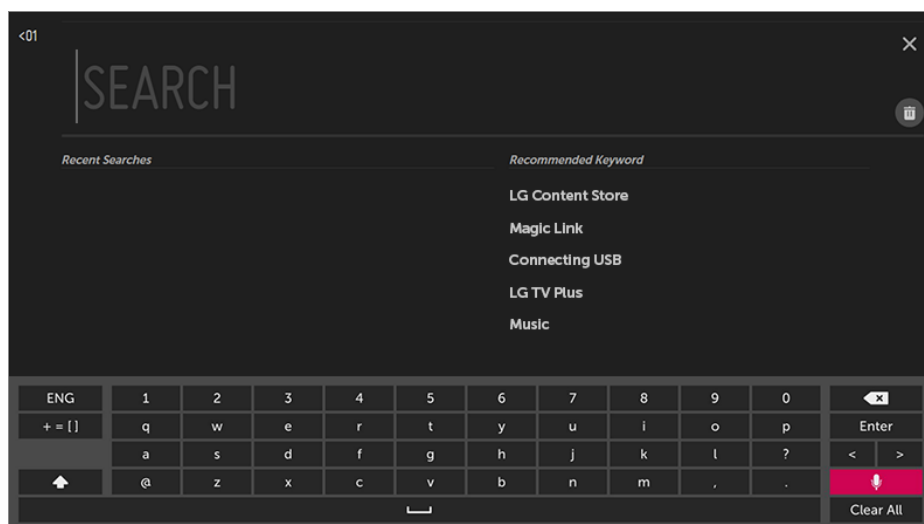 <01
SEARCH
Recent Searches
Recommended Keyword
LG Content Store
Magic Link
Connecting USB
LG TV Plus
Music
ENG 1 2 3 4 5 6 7 8 9 0
+ = [ ] q w e r t y u i o p Enter
a s d f g h j k l ? < >
@ z x c v b n m , .
Clear All